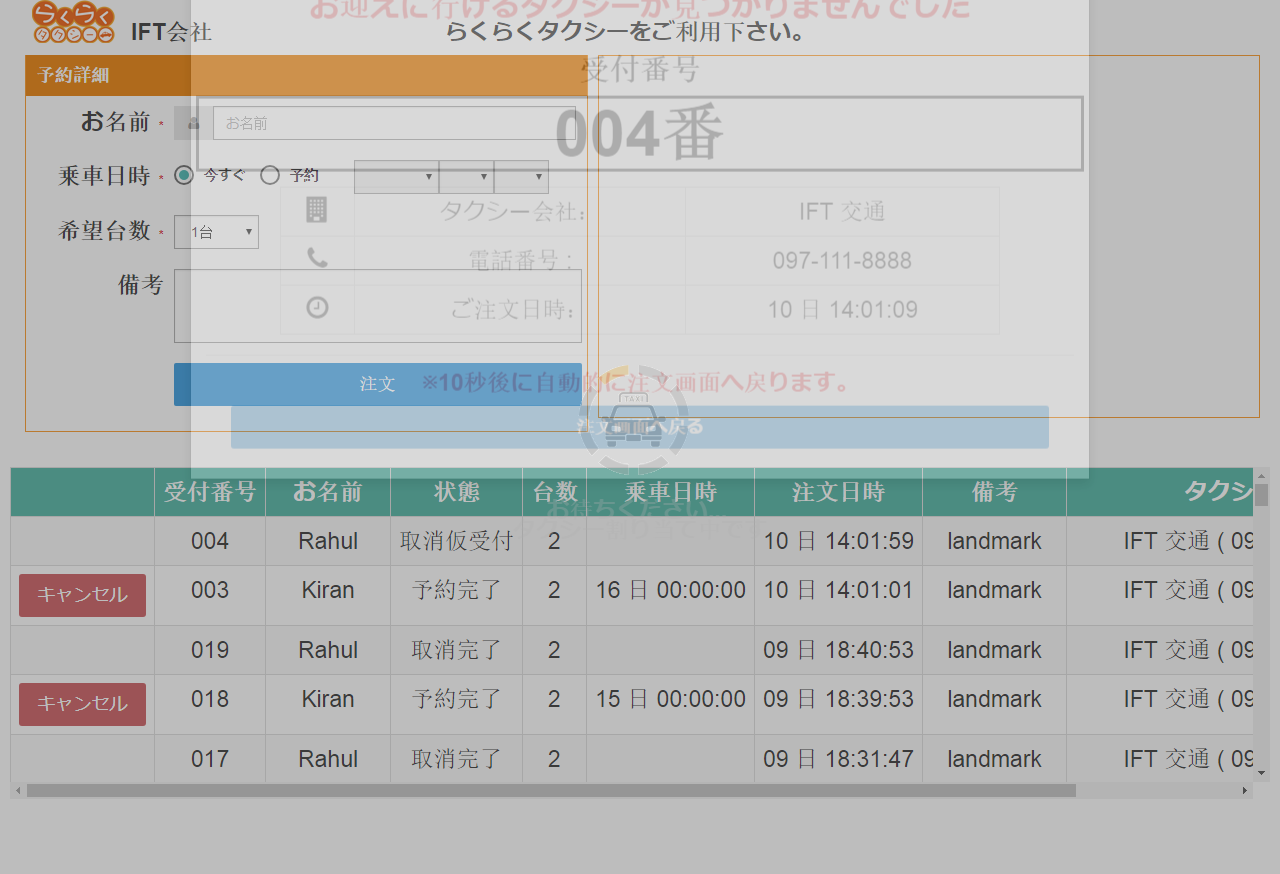 お迎えに行けるタクシーが見つかりませんでした
らくらく
タクシー
IFT会社
らくらくタクシーをご利用下さい。
予約詳細
受付番号
お名前 *
お名前
004番
乗車日時 *
今すぐ
予約
タクシー会社:
IFT 交通
希望台数 *
1台
電話番号 :
097-111-8888
備考
ご注文日時:
10 日 14:01:09
注文
※10秒後に自動的に注文画面へ戻ります。
TAXI
注文画面へ戻る
お待ちください...
受付番号 お名前 状態 台数 乗車日時 注文日時 備考 タクシ
004 Rahul 取消仮受付 2 10 日 14:01:59 landmark IFT 交通 ( 09
キャンセル 003 Kiran 予約完了 2 16 日 00:00:00 10 日 14:01:01 landmark IFT 交通 ( 09
019 Rahul 取消完了 2 09 日 18:40:53 landmark IFT 交通 ( 09
キャンセル 018 Kiran 予約完了 2 15 日 00:00:00 09 日 18:39:53 landmark IFT 交通 ( 09
017 Rahul 取消完了 2 09 日 18:31:47 landmark IFT 交通 ( 09